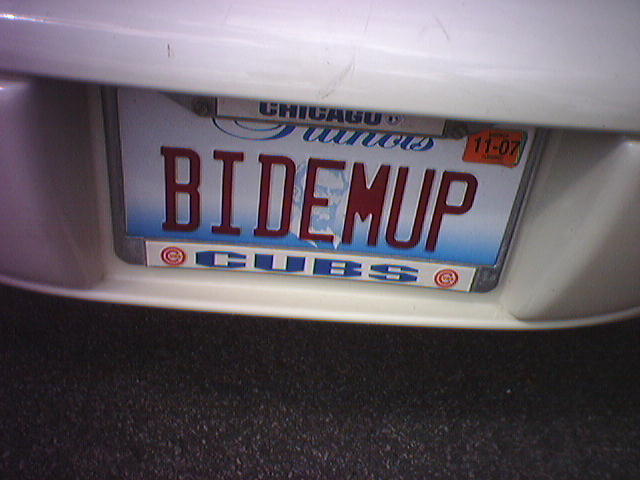 CHICAGO
Illinois
11-07
BIDEMUP
CUBS